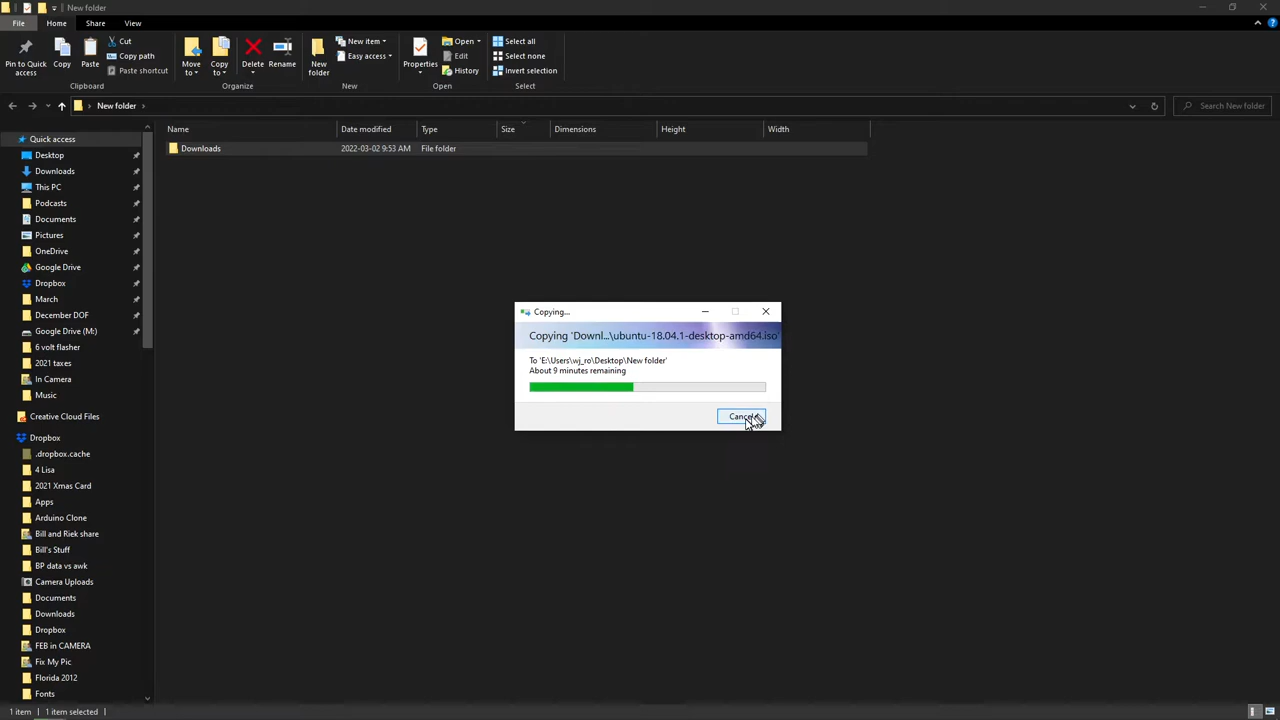 New folder
File
Home
Share
View
Pin to Quick
access
Copy
Paste
Cut
Copy path
Paste shortcut
Clipboard
Move
to
Copy
to
Delete
Rename
Organize
New
folder
New item
Easy access
New
Properties
Open
Edit
History
Open
Select all
Select none
Invert selection
Select
New folder
Search New folder
Name
Date modified
Type
Size
Dimensions
Height
Width
Downloads
2022-03-02 9:53 AM
File folder
Quick access
Desktop
Downloads
This PC
Podcasts
Documents
Pictures
OneDrive
Google Drive
Dropbox
March
December DOF
Google Drive (M:)
6 volt flasher
2021 taxes
In Camera
Music
Creative Cloud Files
Dropbox
.dropbox.cache
4 Lisa
2021 Xmas Card
Apps
Arduino Clone
Bill and Riek share
Bill's Stuff
BP data vs awk
Camera Uploads
Documents
Downloads
Dropbox
FEB in CAMERA
Fix My Pic
Florida 2012
Fonts
Copying...
Copying 'Downl...\ubuntu-18.04.1-desktop-amd64.iso'
To 'E:\Users\wj_ro\Desktop\New folder'
About 9 minutes remaining
Cancel
1 item
1 item selected